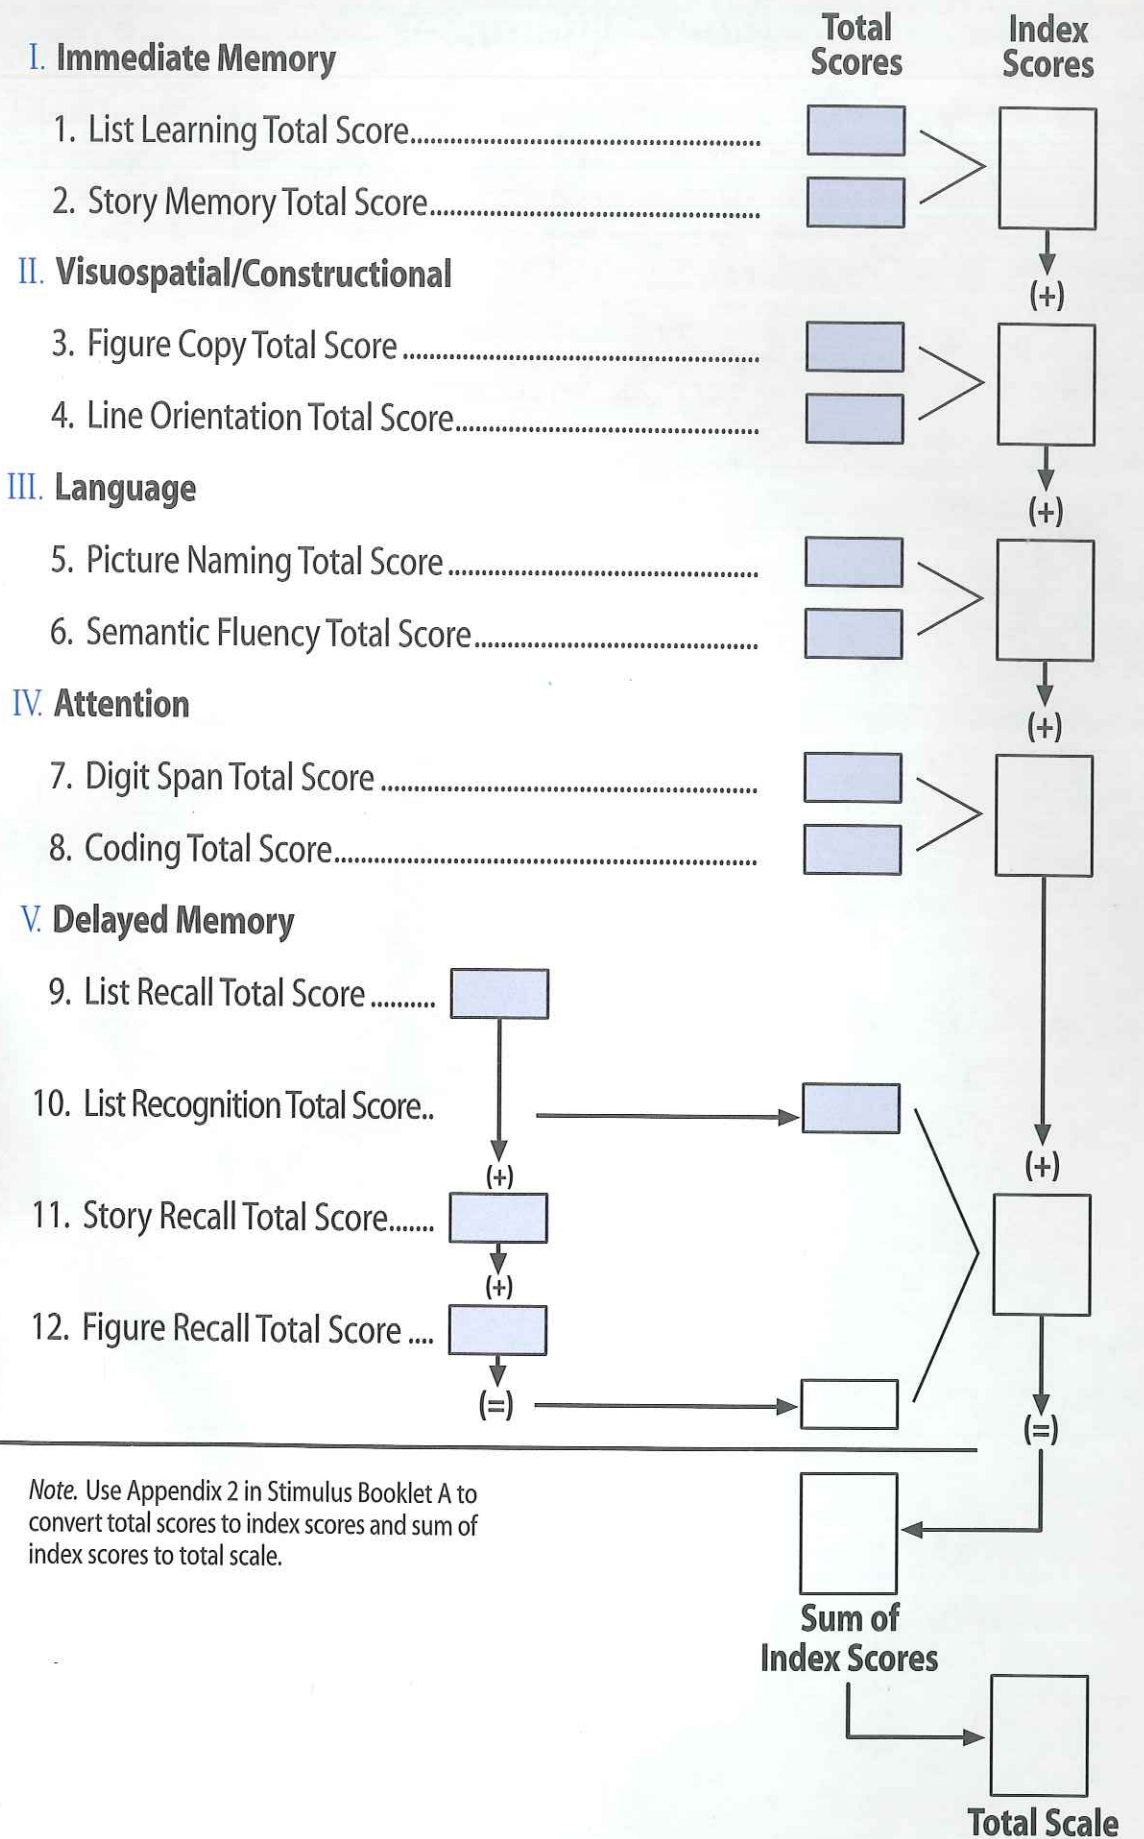 Total Scores
Index Scores
I. Immediate Memory
1. List Learning Total Score......................................................
2. Story Memory Total Score...................................................
(+)
II. Visuospatial/Constructional
3. Figure Copy Total Score ......................................................
4. Line Orientation Total Score...............................................
(+)
III. Language
5. Picture Naming Total Score ...............................................
6. Semantic Fluency Total Score...........................................
(+)
IV. Attention
7. Digit Span Total Score .........................................................
8. Coding Total Score................................................................
(+)
V. Delayed Memory
9. List Recall Total Score ..........
10. List Recognition Total Score..
(+)
11. Story Recall Total Score.......
(+)
12. Figure Recall Total Score ....
(=)
(=)
Note. Use Appendix 2 in Stimulus Booklet A to
convert total scores to index scores and sum of
index scores to total scale.
Sum of
Index Scores
Total Scale